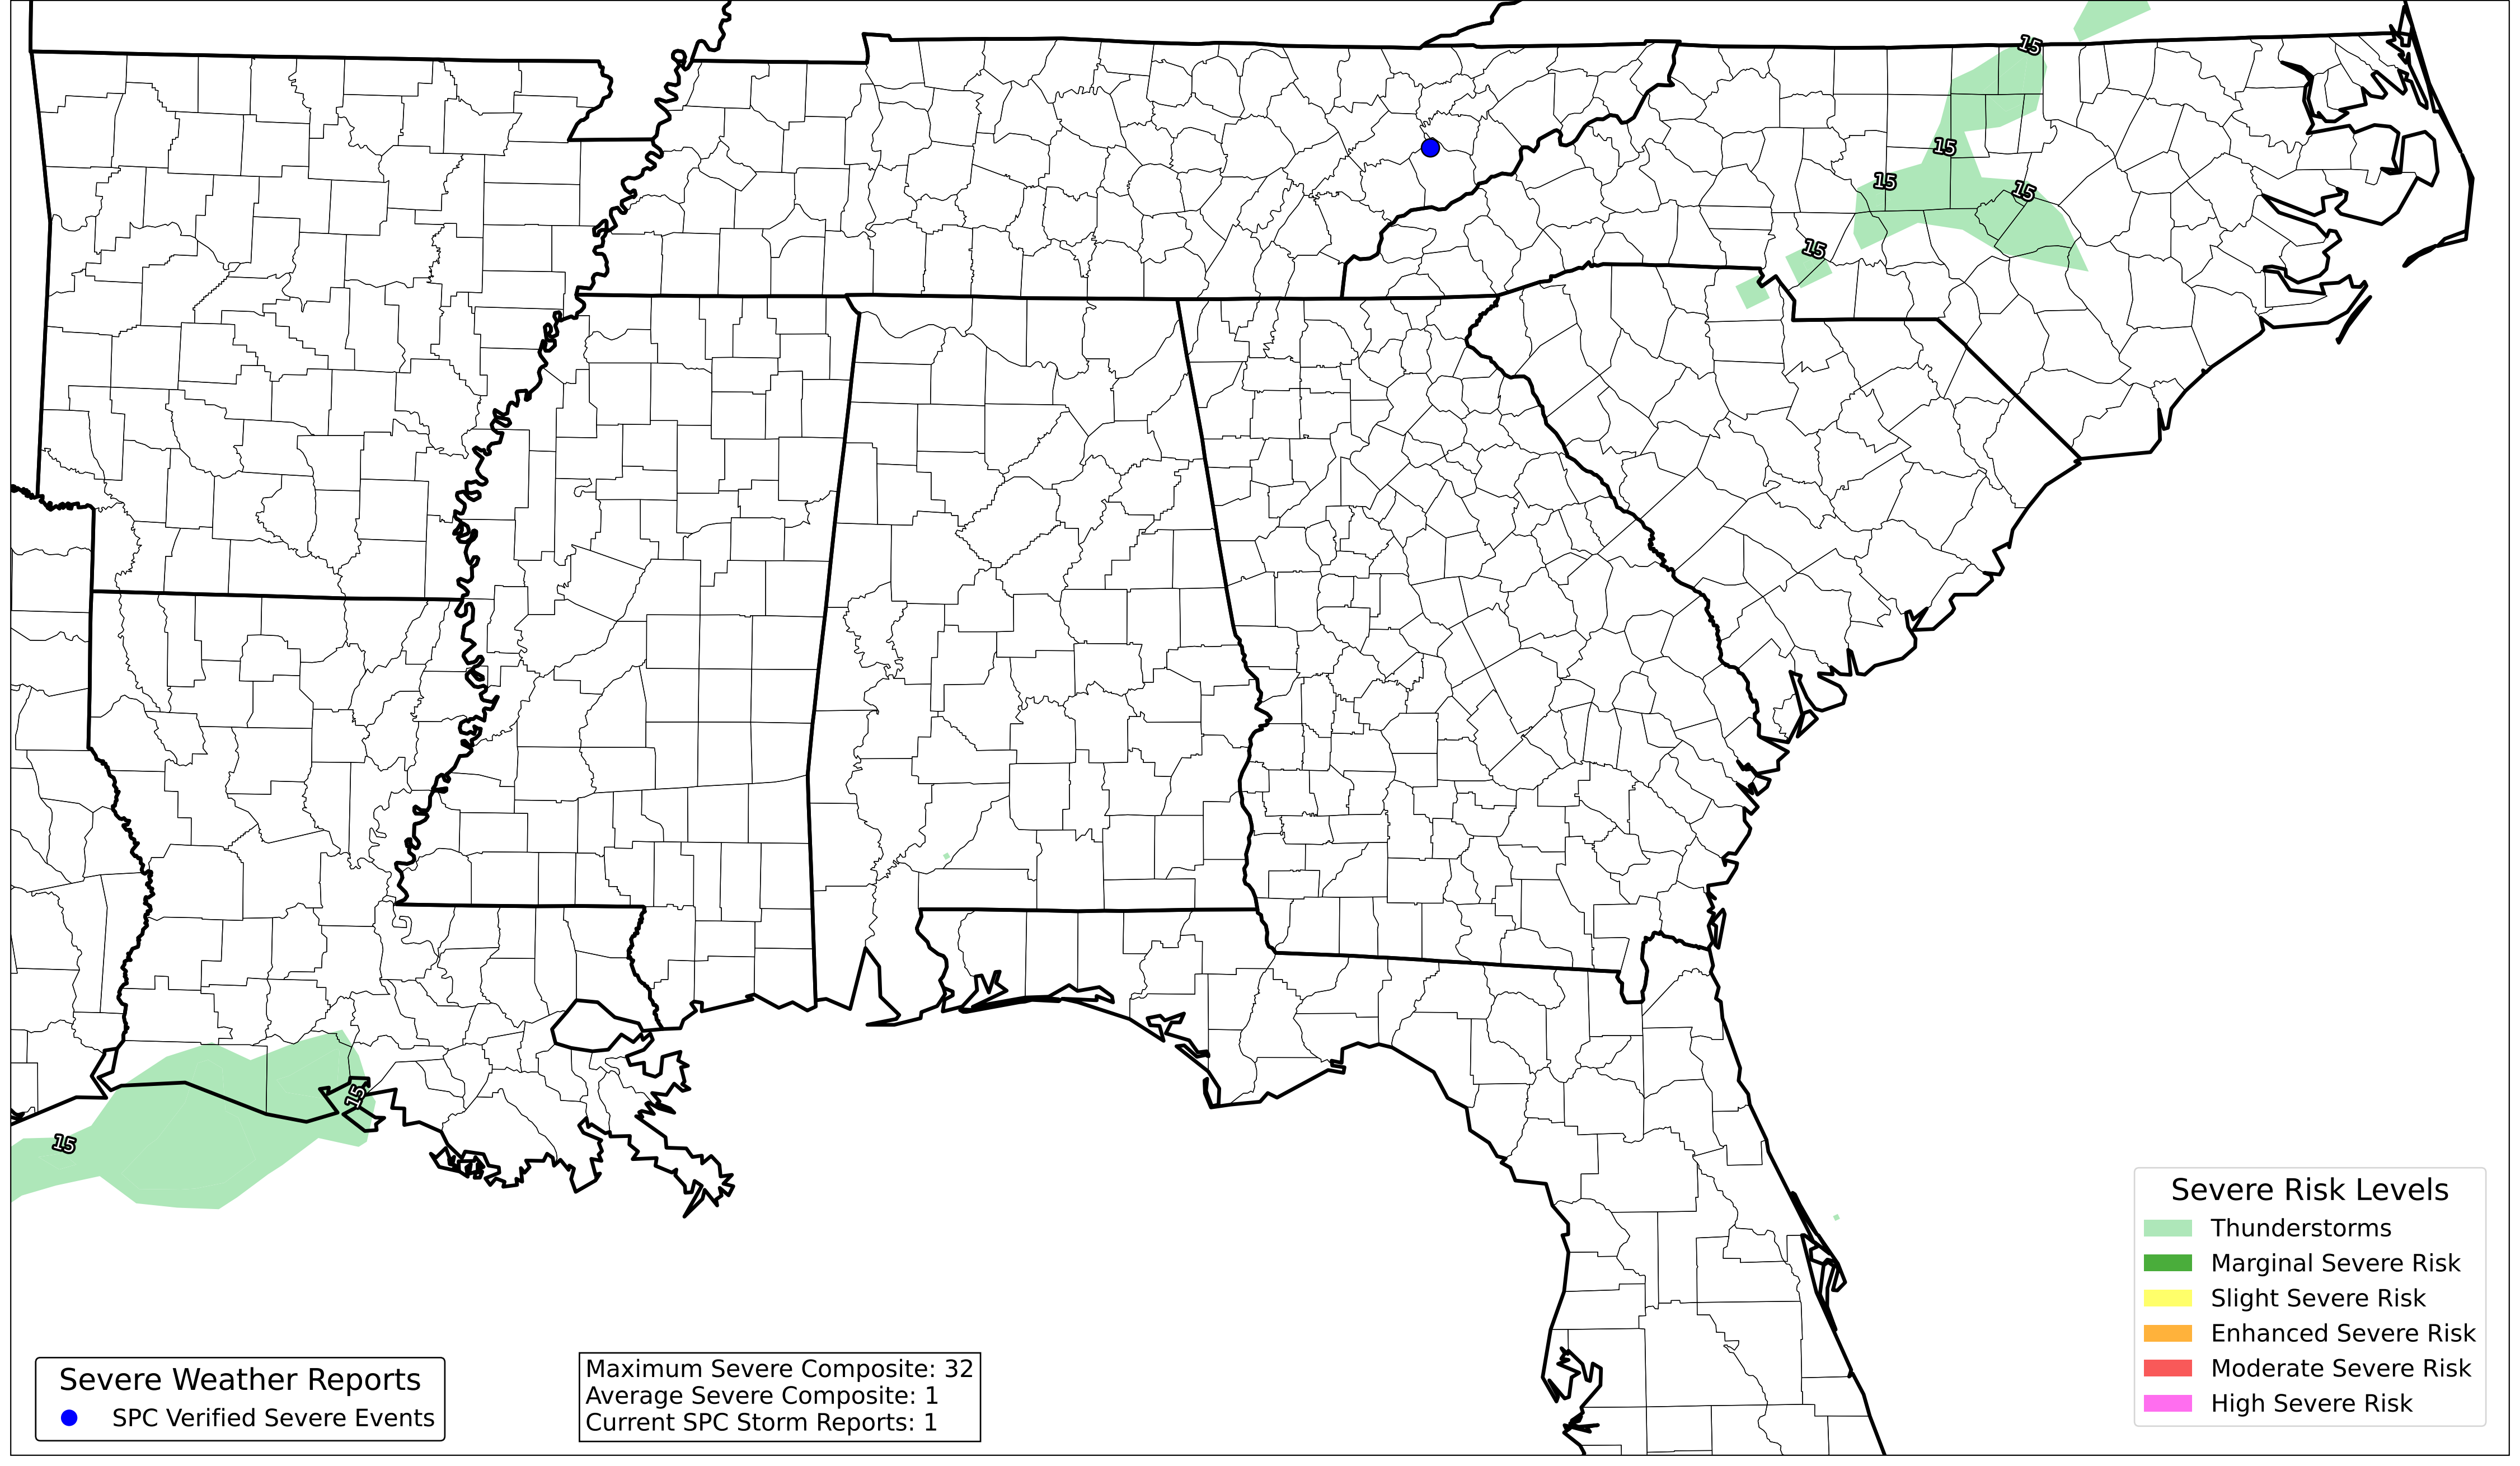 15
15
15
15
15
15
15
Severe Risk Levels
Thunderstorms
Marginal Severe Risk
Slight Severe Risk
Enhanced Severe Risk
Moderate Severe Risk
High Severe Risk
Severe Weather Reports
SPC Verified Severe Events
Maximum Severe Composite: 32
Average Severe Composite: 1
Current SPC Storm Reports: 1